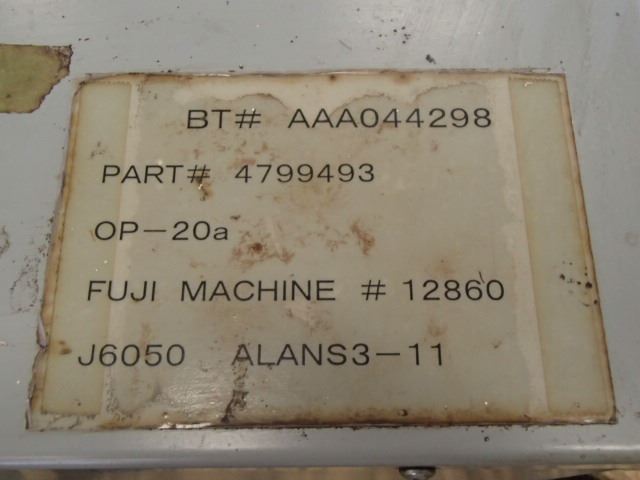 BT# AAA044298
PART# 4799493
OP-20a
FUJI MACHINE # 12860
J6050 ALANS3-11